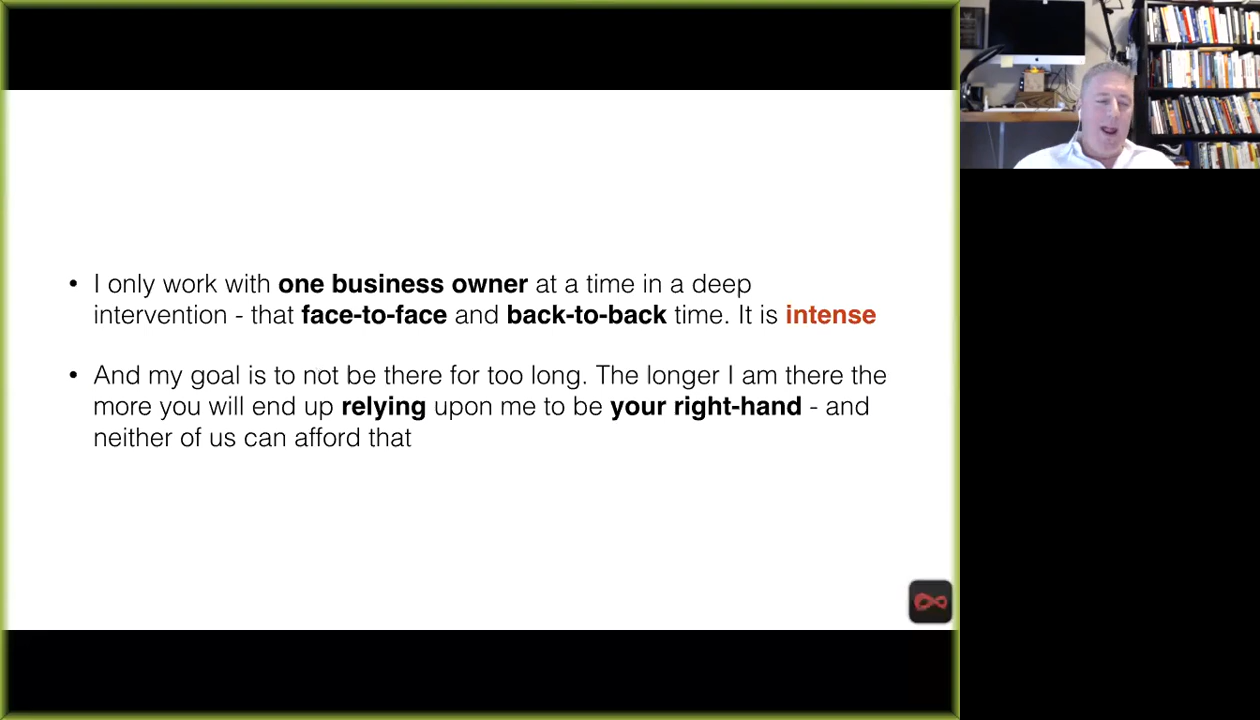 • I only work with one business owner at a time in a deep
intervention - that face-to-face and back-to-back time. It is intense
• And my goal is to not be there for too long. The longer I am there the
more you will end up relying upon me to be your right-hand - and
neither of us can afford that